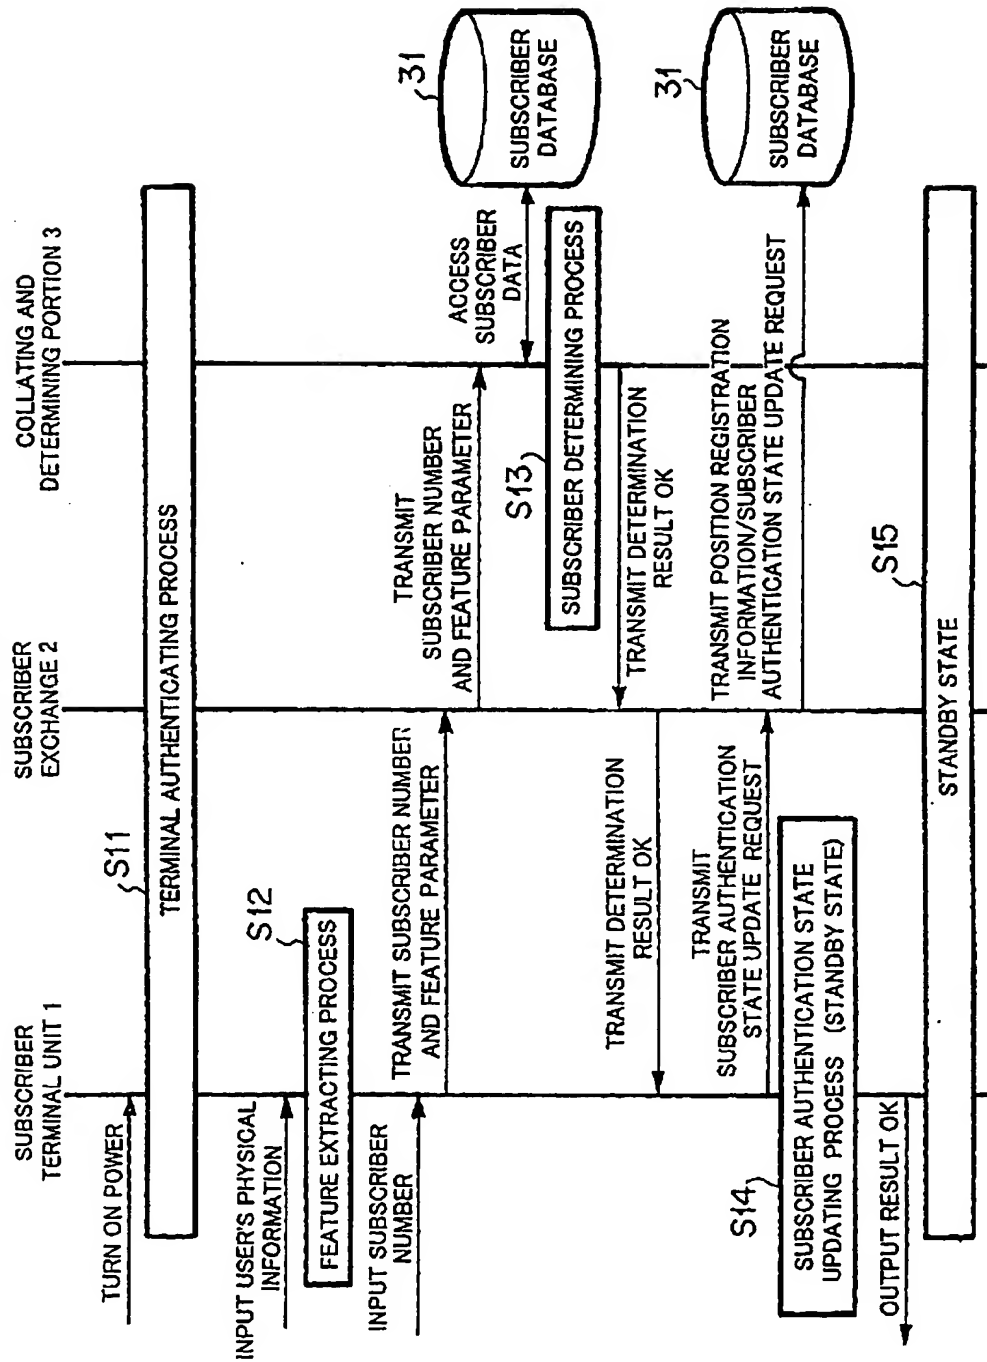 SUBSCRIBER
TERMINAL UNIT 1
SUBSCRIBER
EXCHANGE 2
COLLATING AND
DETERMINING PORTION 3
TURN ON POWER
S11
TERMINAL AUTHENTICATING PROCESS
INPUT USER'S PHYSICAL
INFORMATION
S12
FEATURE EXTRACTING PROCESS
INPUT SUBSCRIBER
NUMBER
TRANSMIT SUBSCRIBER NUMBER
AND FEATURE PARAMETER
TRANSMIT
SUBSCRIBER NUMBER
AND FEATURE PARAMETER
ACCESS
SUBSCRIBER
DATA
31
SUBSCRIBER
DATABASE
S13
SUBSCRIBER DETERMINING PROCESS
TRANSMIT DETERMINATION
RESULT OK
TRANSMIT DETERMINATION
RESULT OK
TRANSMIT
SUBSCRIBER AUTHENTICATION
STATE UPDATE REQUEST
TRANSMIT POSITION REGISTRATION
INFORMATION/SUBSCRIBER
AUTHENTICATION STATE UPDATE REQUEST
31
SUBSCRIBER
DATABASE
S14
SUBSCRIBER AUTHENTICATION STATE
UPDATING PROCESS (STANDBY STATE)
OUTPUT RESULT OK
S15
STANDBY STATE